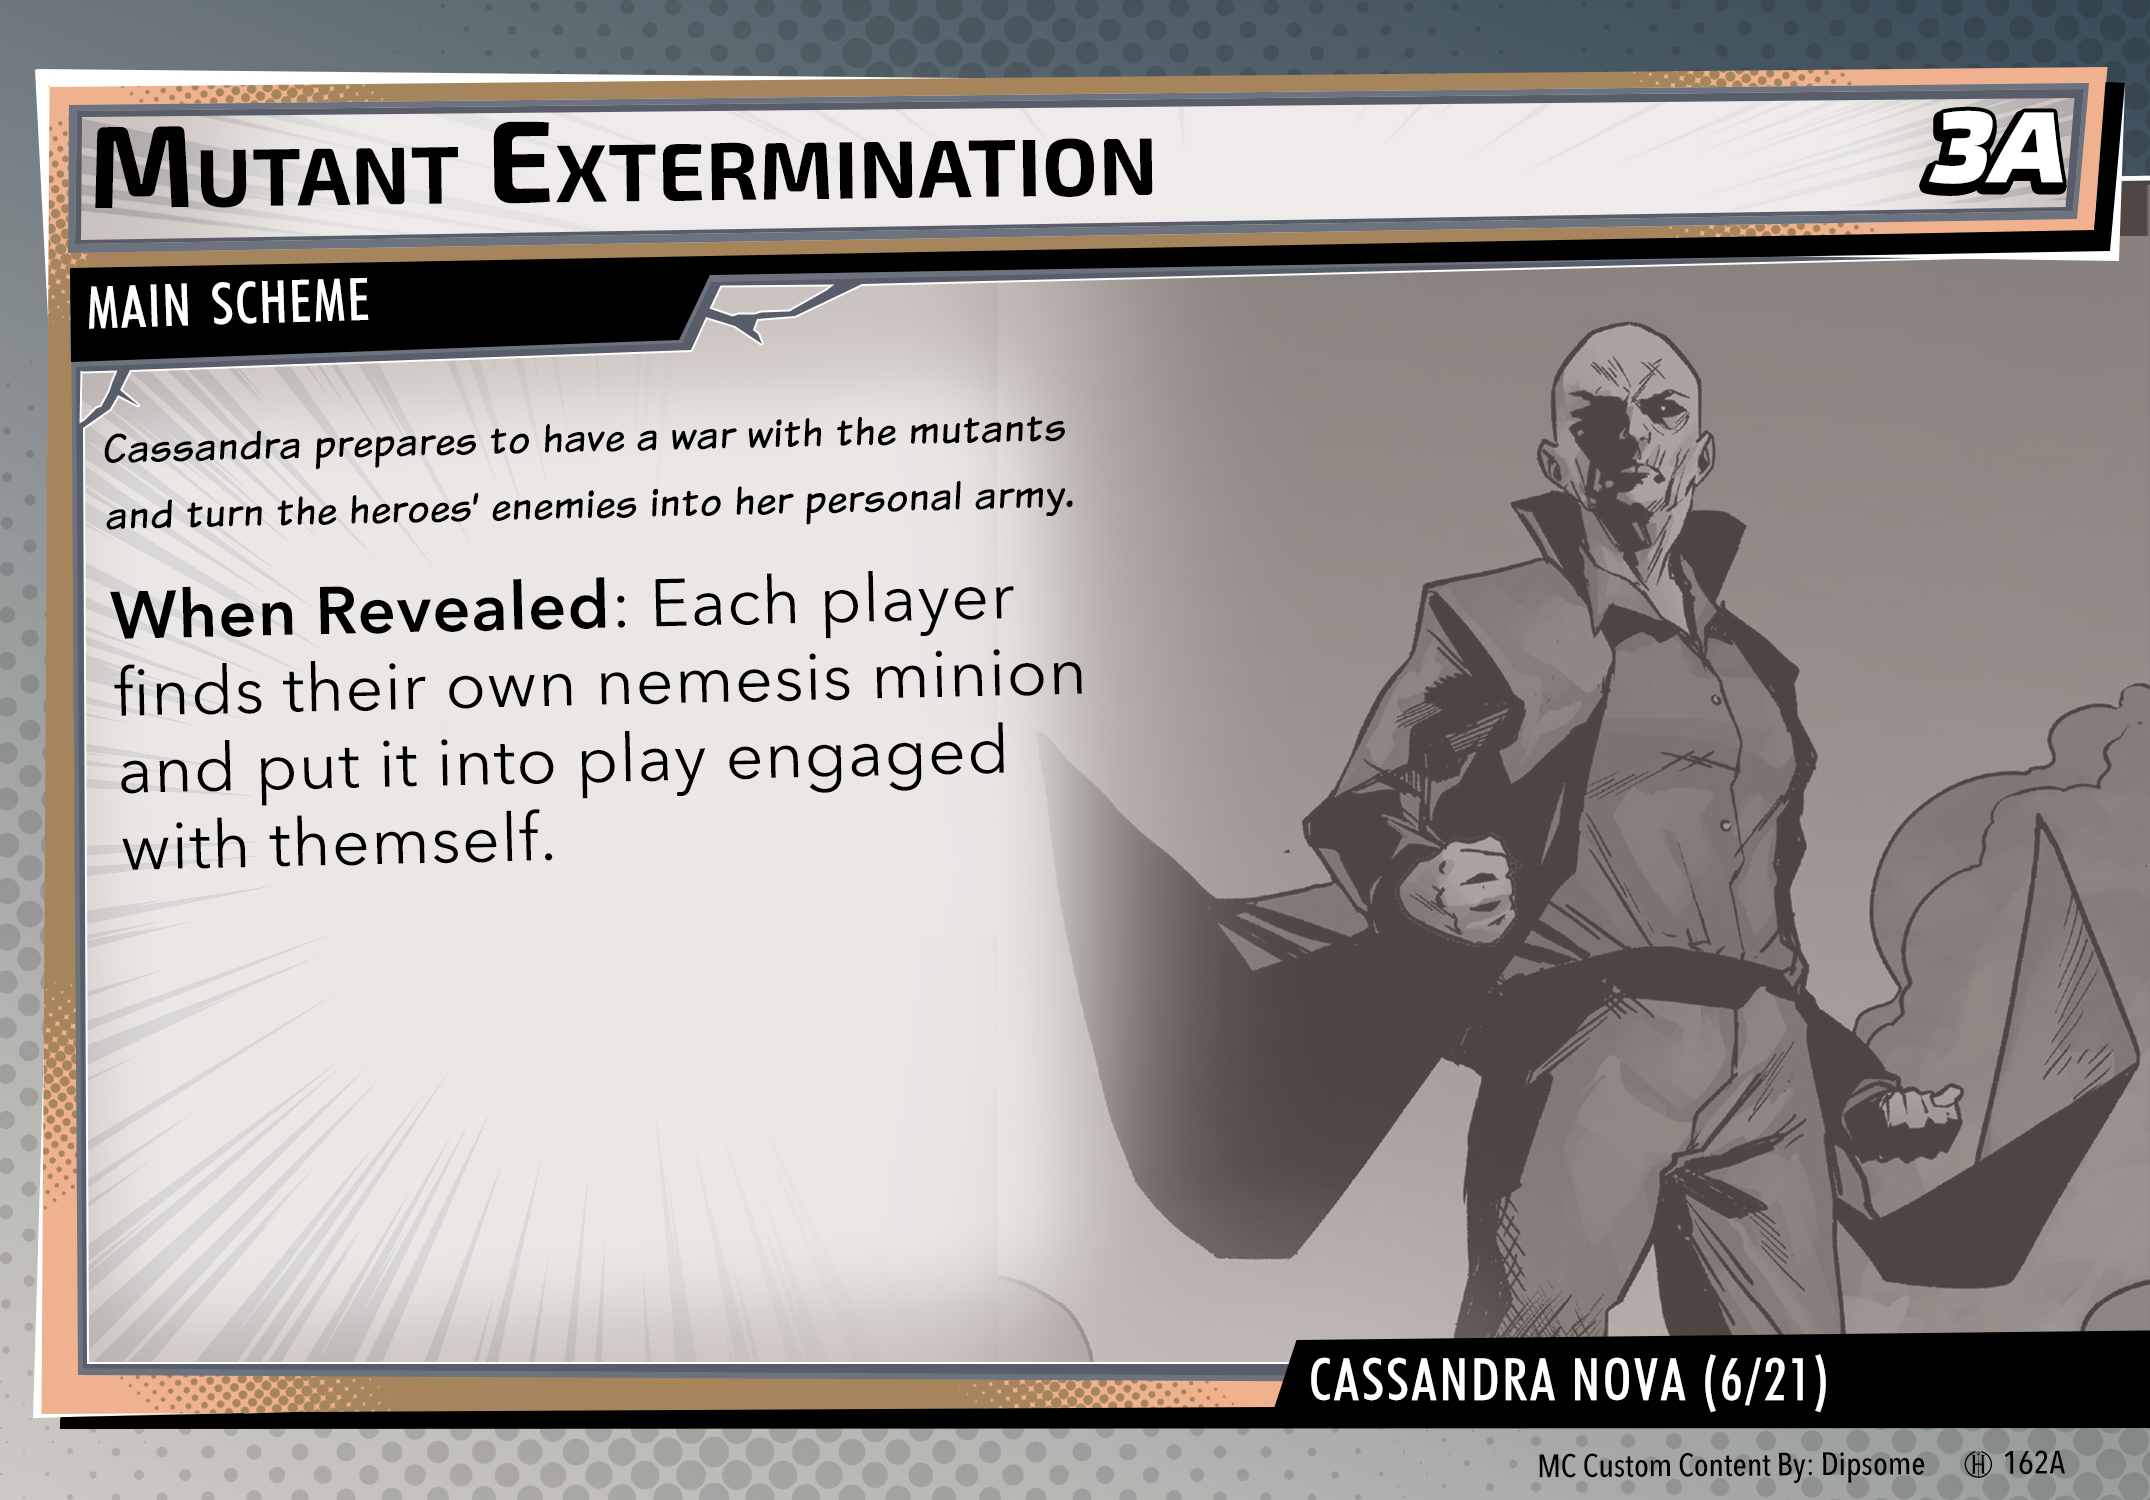 Mutant Extermination
3A
MAIN SCHEME
Cassandra prepares to have a war with the mutants
and turn the heroes' enemies into her personal army.
When Revealed: Each player
finds their own nemesis minion
and put it into play engaged
with themself.
CASSANDRA NOVA (6/21)
MC Custom Content By: Dipsome
162A